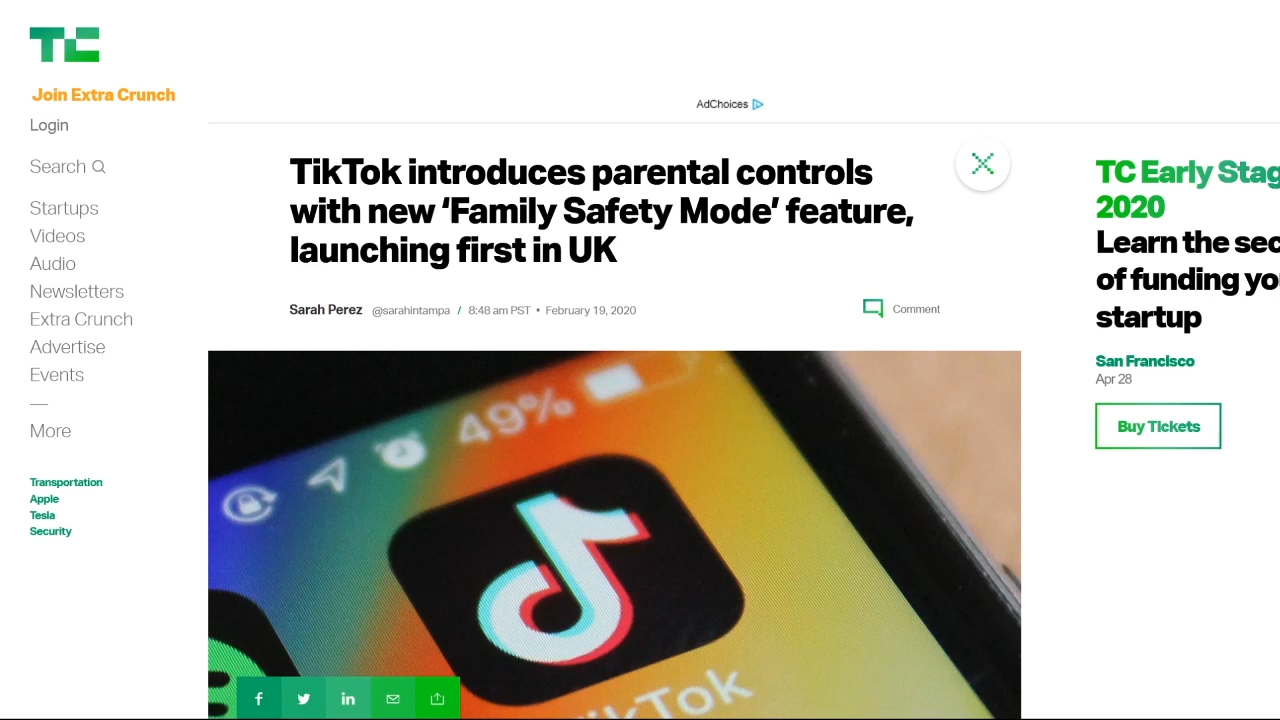 TC
Join Extra Crunch
Login
Search
Startups
Videos
Audio
Newsletters
Extra Crunch
Advertise
Events
—
More
Transportation
Apple
Tesla
Security
AdChoices
TikTok introduces parental controls
with new ‘Family Safety Mode’ feature,
launching first in UK
Sarah Perez @sarahintampa / 8:48 am PST • February 19, 2020
Comment
49%
TikTok
TC Early Stag
2020
Learn the sec
of funding yo
startup
San Francisco
Apr 28
Buy Tickets